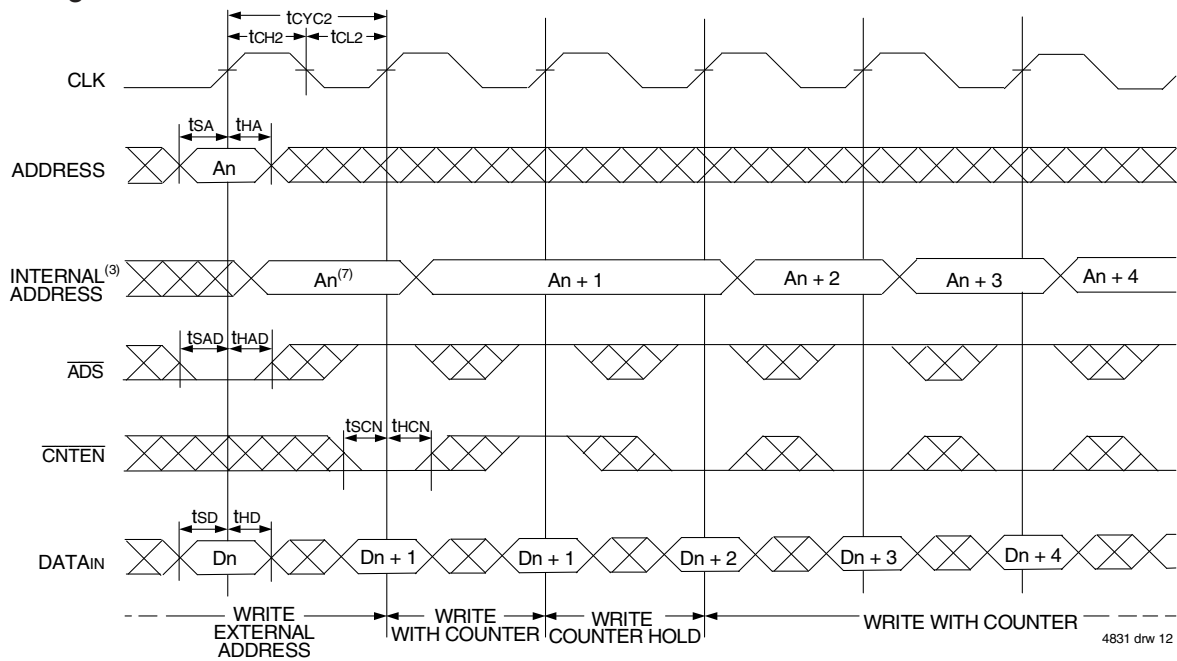 tCYC2
tCH2 tCL2
CLK
tSA tHA
ADDRESS An
INTERNAL(3) ADDRESS An(7) An + 1 An + 2 An + 3 An + 4
tSAD tHAD
ADS
tSCN tHCN
CNTEN
tSD tHD
DATAIN Dn Dn + 1 Dn + 1 Dn + 2 Dn + 3 Dn + 4
WRITE EXTERNAL ADDRESS
WRITE WITH COUNTER
WRITE COUNTER HOLD
WRITE WITH COUNTER
4831 drw 12